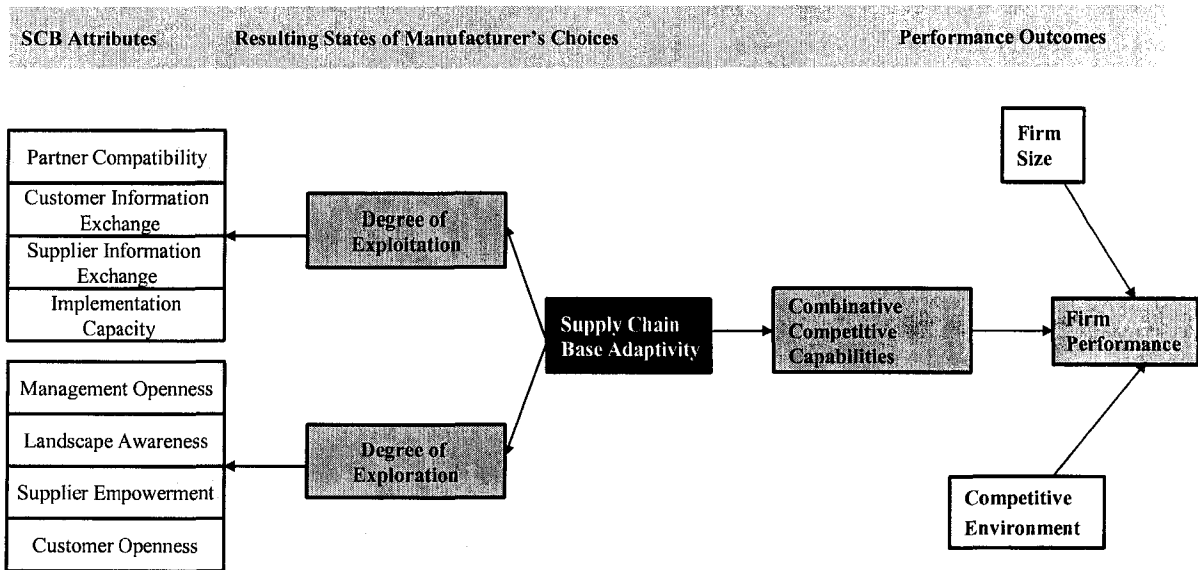 SCB Attributes
Resulting States of Manufacturer's Choices
Performance Outcomes
Partner Compatibility
Customer Information
Exchange
Supplier Information
Exchange
Implementation
Capacity
Management Openness
Landscape Awareness
Supplier Empowerment
Customer Openness
Degree of
Exploitation
Degree of
Exploration
Supply Chain
Base Adaptivity
Combinative
Competitive
Capabilities
Firm
Size
Firm
Performance
Competitive
Environment